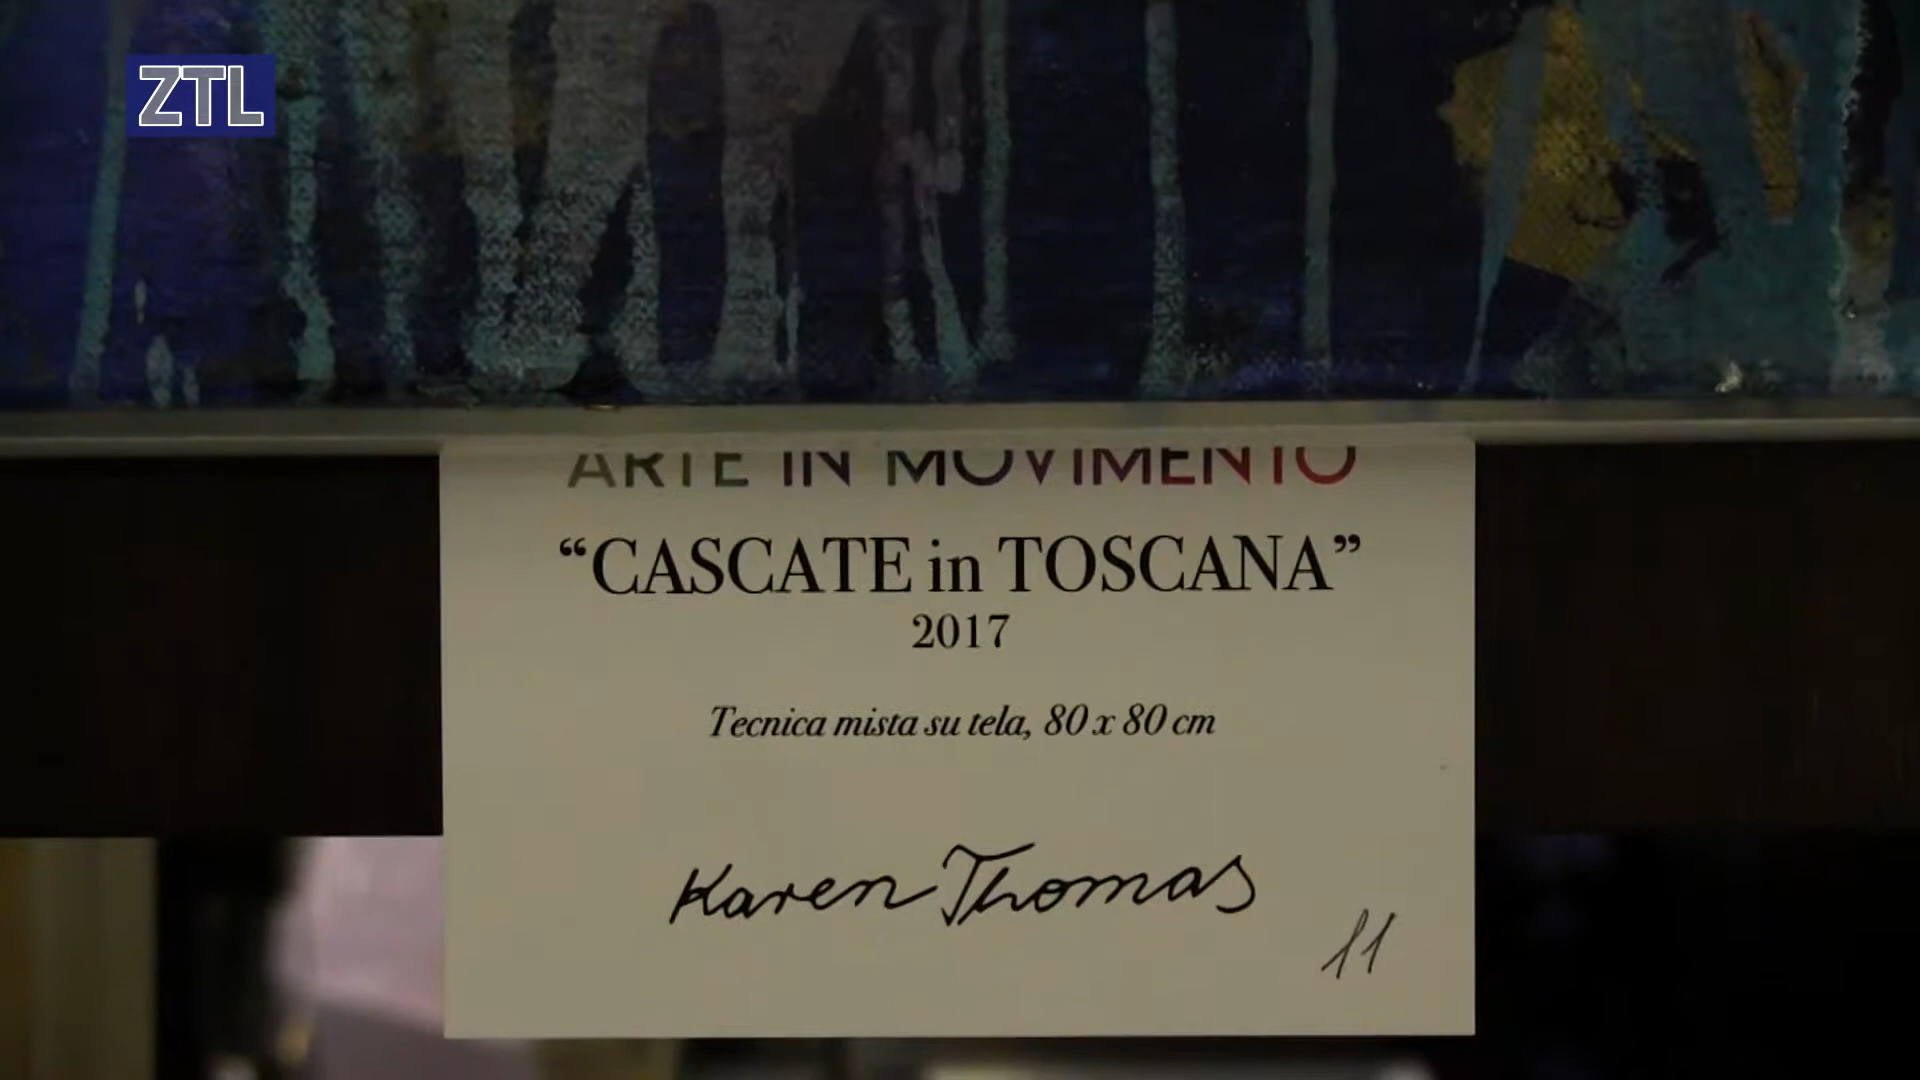 ZTL
ARTE IN MOVIMENTO
“CASCATE in TOSCANA”
2017
Tecnica mista su tela, 80 x 80 cm
Karen Thomas
11